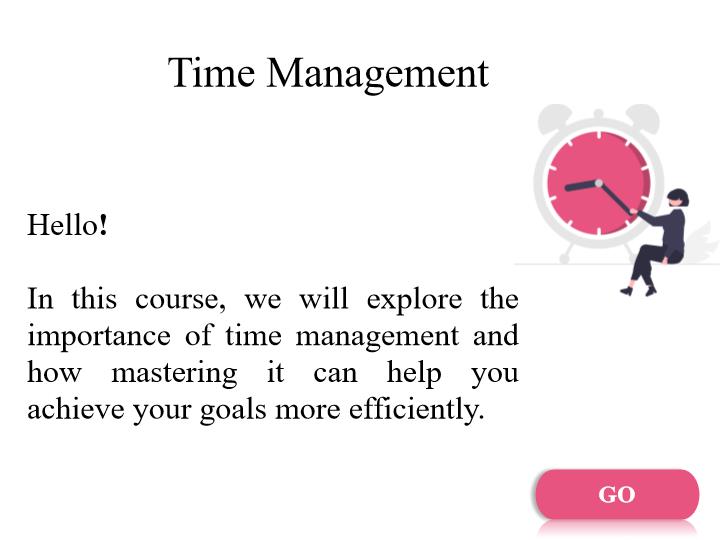 Time Management
Hello!
In this course, we will explore the
importance of time management and
how mastering it can help you
achieve your goals more efficiently.
GO